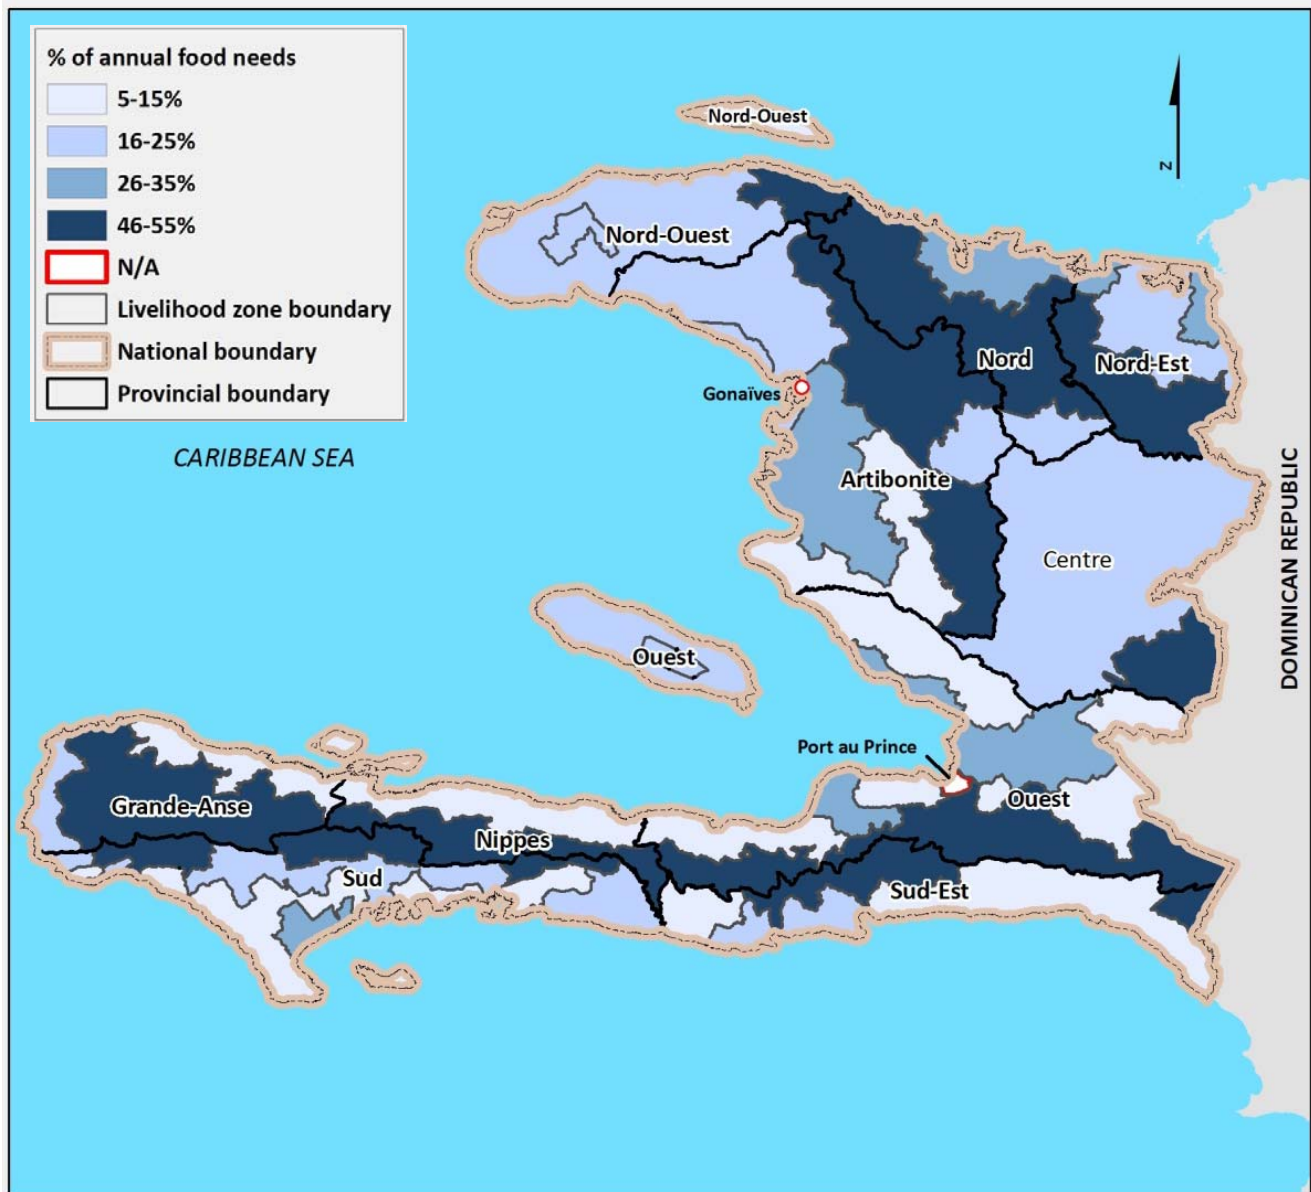 % of annual food needs
5-15%
16-25%
26-35%
46-55%
N/A
Livelihood zone boundary
National boundary
Provincial boundary
CARIBBEAN SEA
Nord-Ouest
z
Nord-Ouest
Nord
Nord-Est
Gonaïves
Artibonite
Centre
DOMINICAN REPUBLIC
Ouest
Port au Prince
Ouest
Grande-Anse
Nippes
Sud
Sud-Est